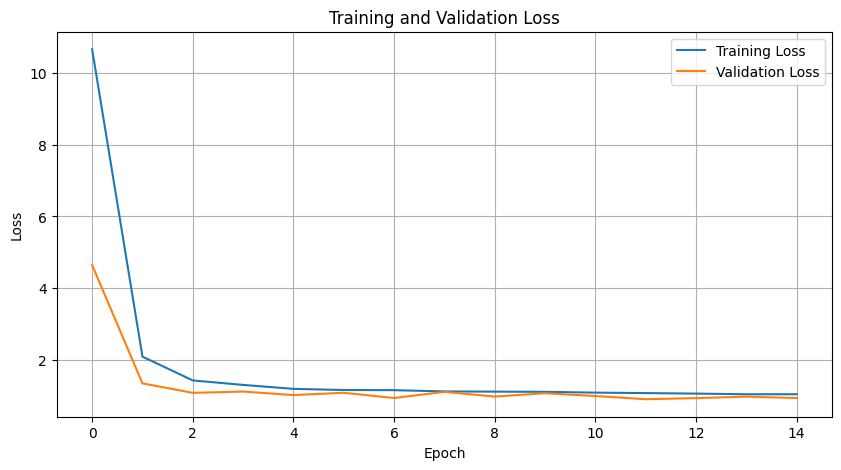 Training and Validation Loss
Training Loss
Validation Loss
10
8
6
4
2
Loss
0 2 4 6 8 10 12 14
Epoch